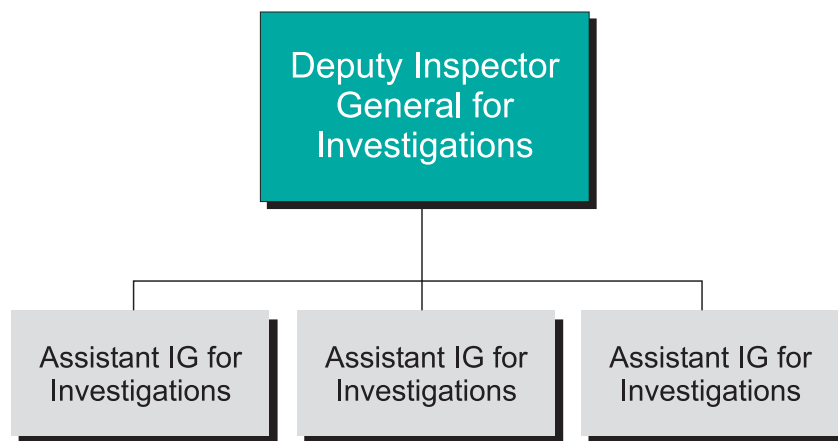 Deputy Inspector
General for
Investigations
Assistant IG for
Investigations
Assistant IG for
Investigations
Assistant IG for
Investigations